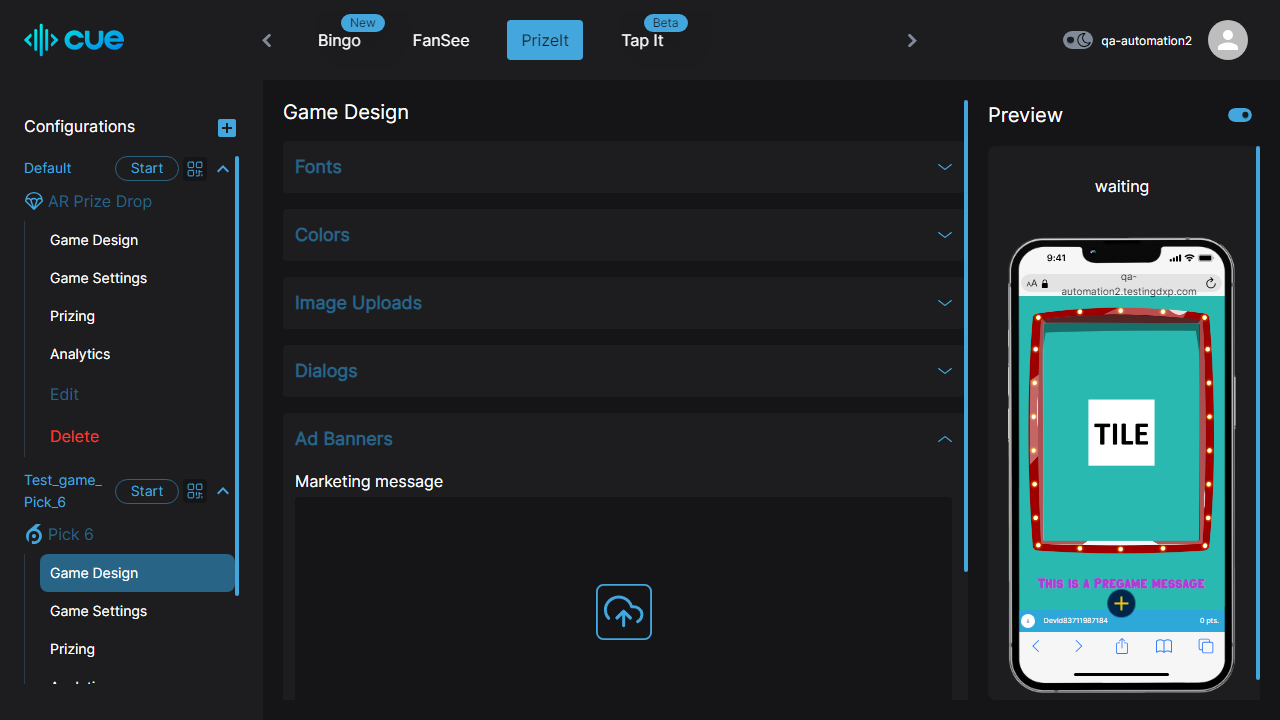 cue
New
Bingo
FanSee
PrizeIt
Beta
Tap It
qa-automation2
Configurations
Default
Start
AR Prize Drop
Game Design
Game Settings
Prizing
Analytics
Edit
Delete
Test_game_
Pick_6
Start
Pick 6
Game Design
Game Settings
Prizing
Game Design
Fonts
Colors
Image Uploads
Dialogs
Ad Banners
Marketing message
Preview
waiting
9:41
AA
qa-
automation2.testingdxp.com
TILE
This is a Pregame message
Devid83711987184
0 pts.